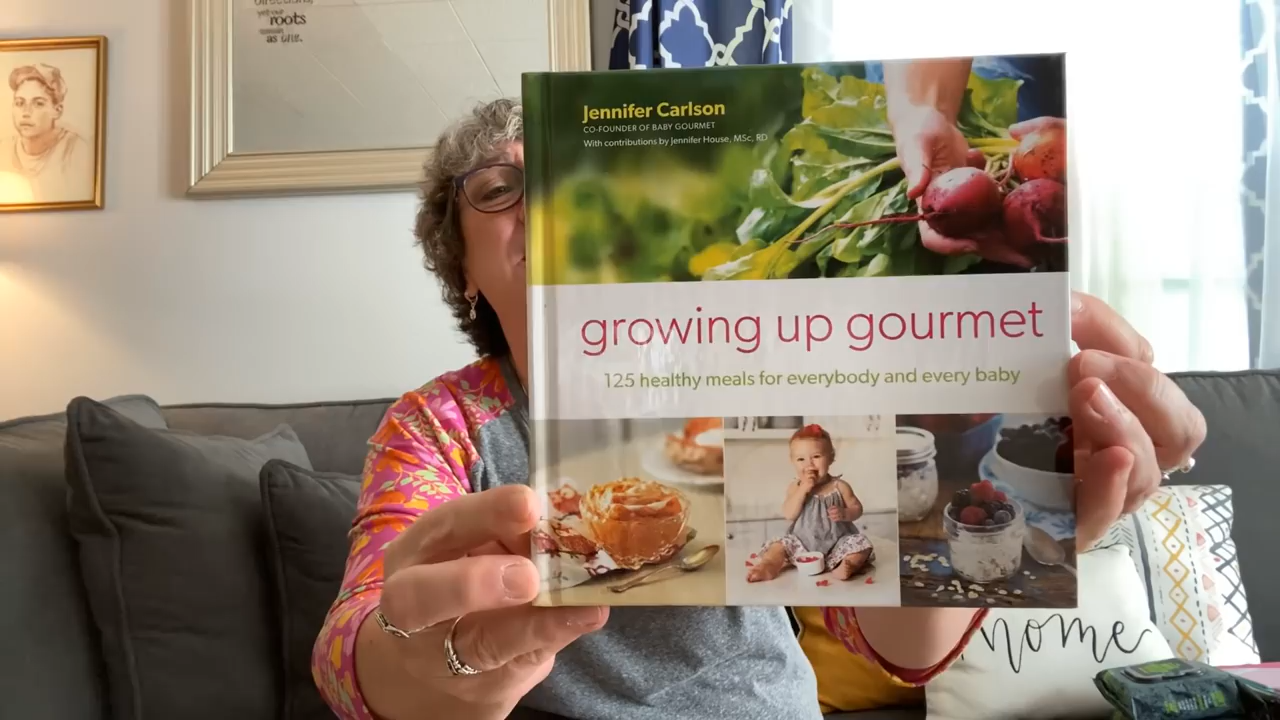 roots
as one.
Jennifer Carlson
CO-FOUNDER OF BABY GOURMET
With contributions by Jennifer House, MSc, RD
growing up gourmet
125 healthy meals for everybody and every baby
home